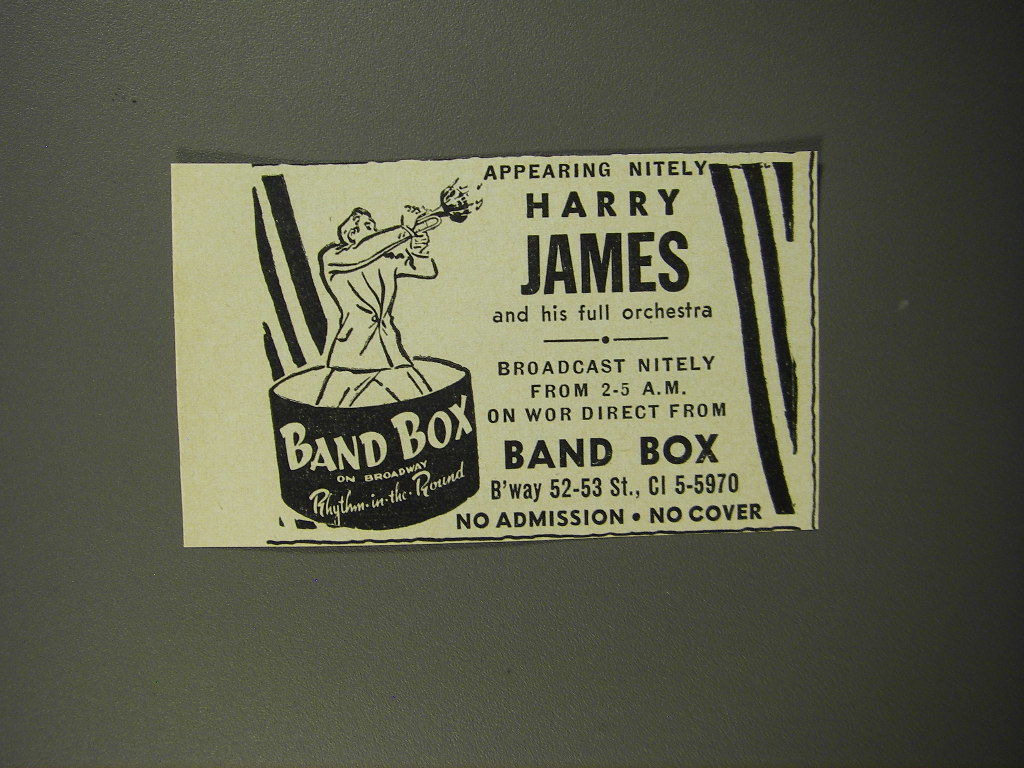 APPEARING NITELY
HARRY
JAMES
and his full orchestra
BROADCAST NITELY
FROM 2-5 A.M.
ON WOR DIRECT FROM
BAND BOX
B'way 52-53 St., CI 5-5970
NO ADMISSION • NO COVER
BAND BOX
ON BROADWAY
Rhythm-in-the-Round